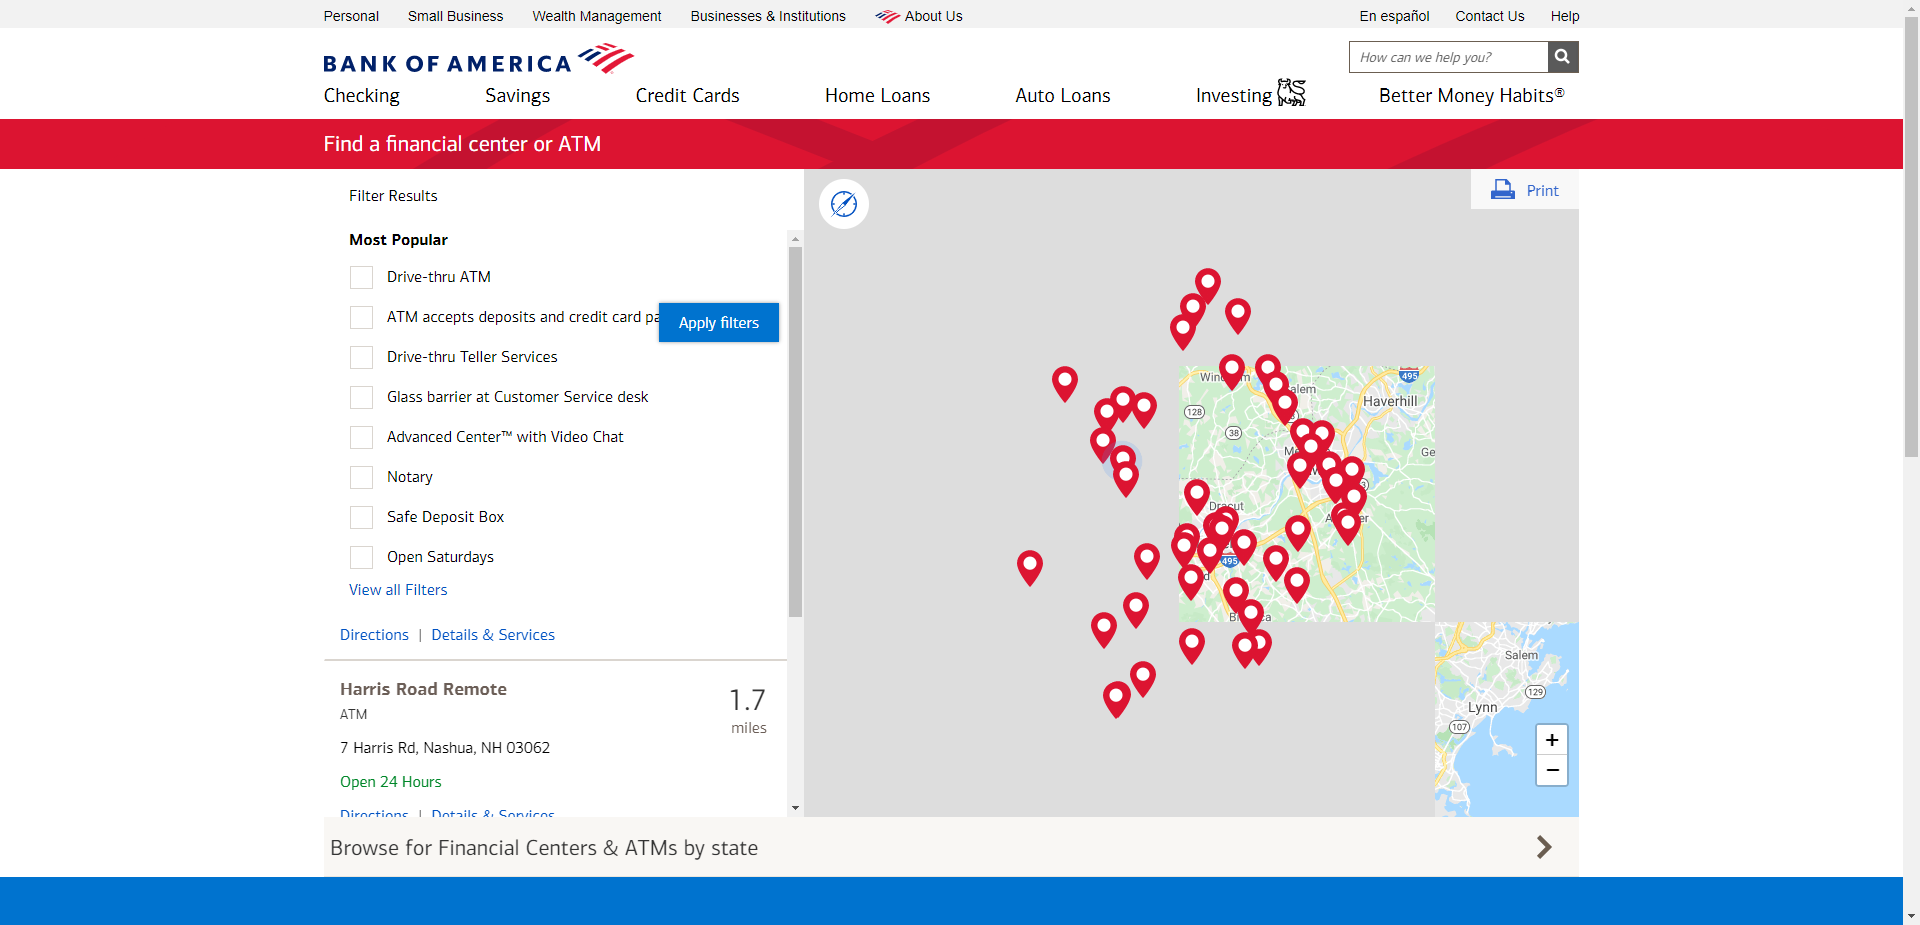 Personal Small Business Wealth Management Businesses & Institutions About Us En español Contact Us Help
BANK OF AMERICA
How can we help you?
Checking Savings Credit Cards Home Loans Auto Loans Investing Better Money Habits®
Find a financial center or ATM
Filter Results
Print
Most Popular
Drive-thru ATM
ATM accepts deposits and credit card pa
Apply filters
Drive-thru Teller Services
Glass barrier at Customer Service desk
Advanced Center™ with Video Chat
Notary
Safe Deposit Box
Open Saturdays
View all Filters
Directions | Details & Services
Harris Road Remote
ATM
1.7
miles
7 Harris Rd, Nashua, NH 03062
Open 24 Hours
Directions | Details & Services
495
Haverhill
128
38
Ge
495
Salem
129
Lynn
107
+
−
Browse for Financial Centers & ATMs by state